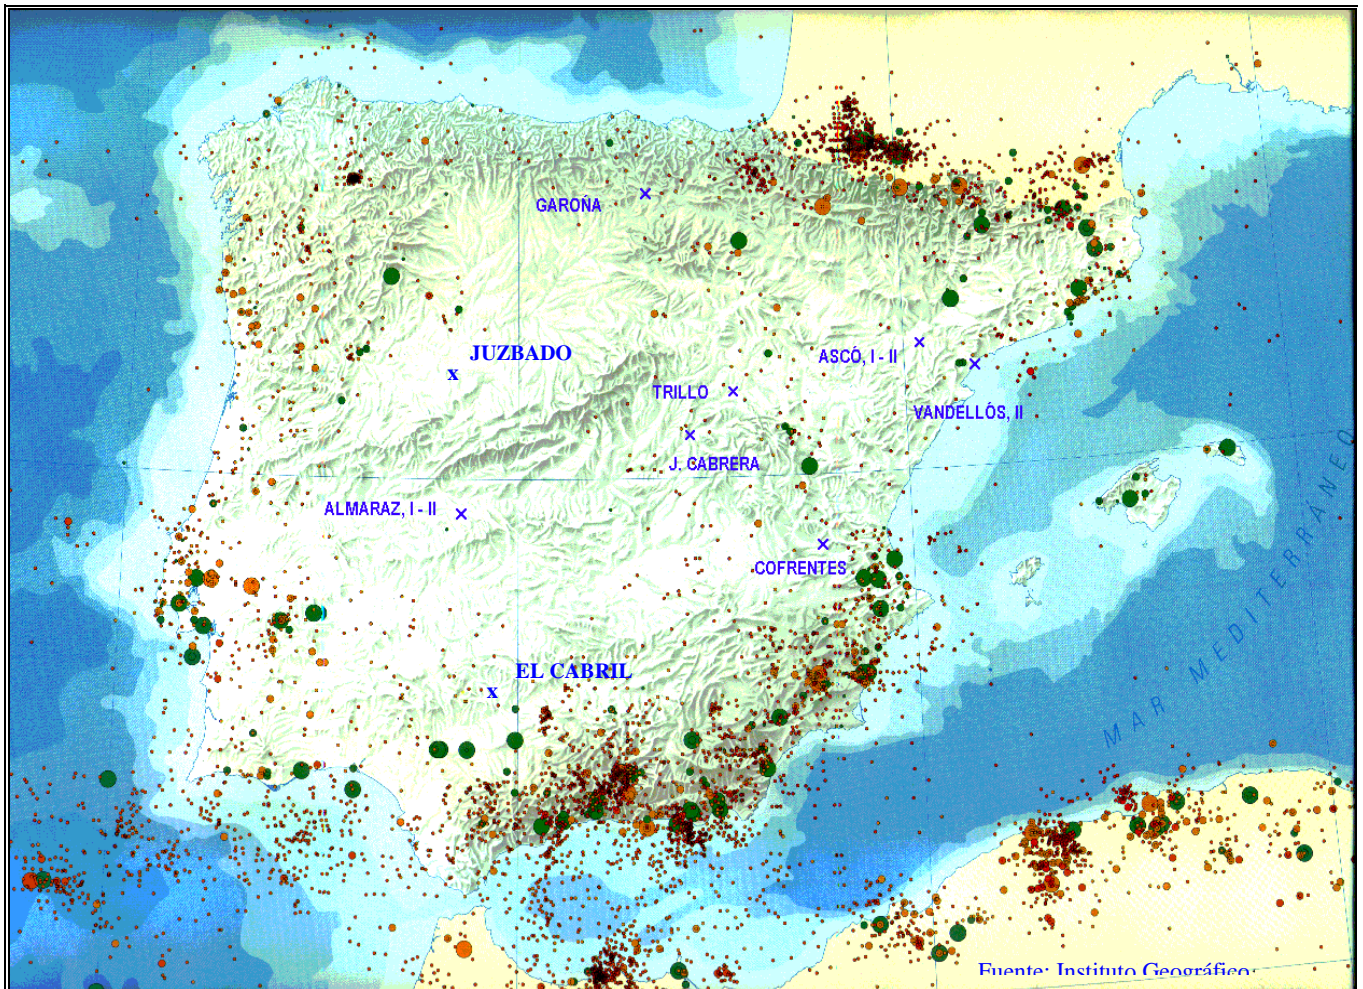 GAROÑA
JUZBADO
x
ASCÓ, I - II
TRILLO
VANDELLÓS, II
J. CABRERA
ALMARAZ, I - II
COFRENTES
EL CABRIL
x
MAR MEDITERRÁNEO
Fuente: Instituto Geográfico